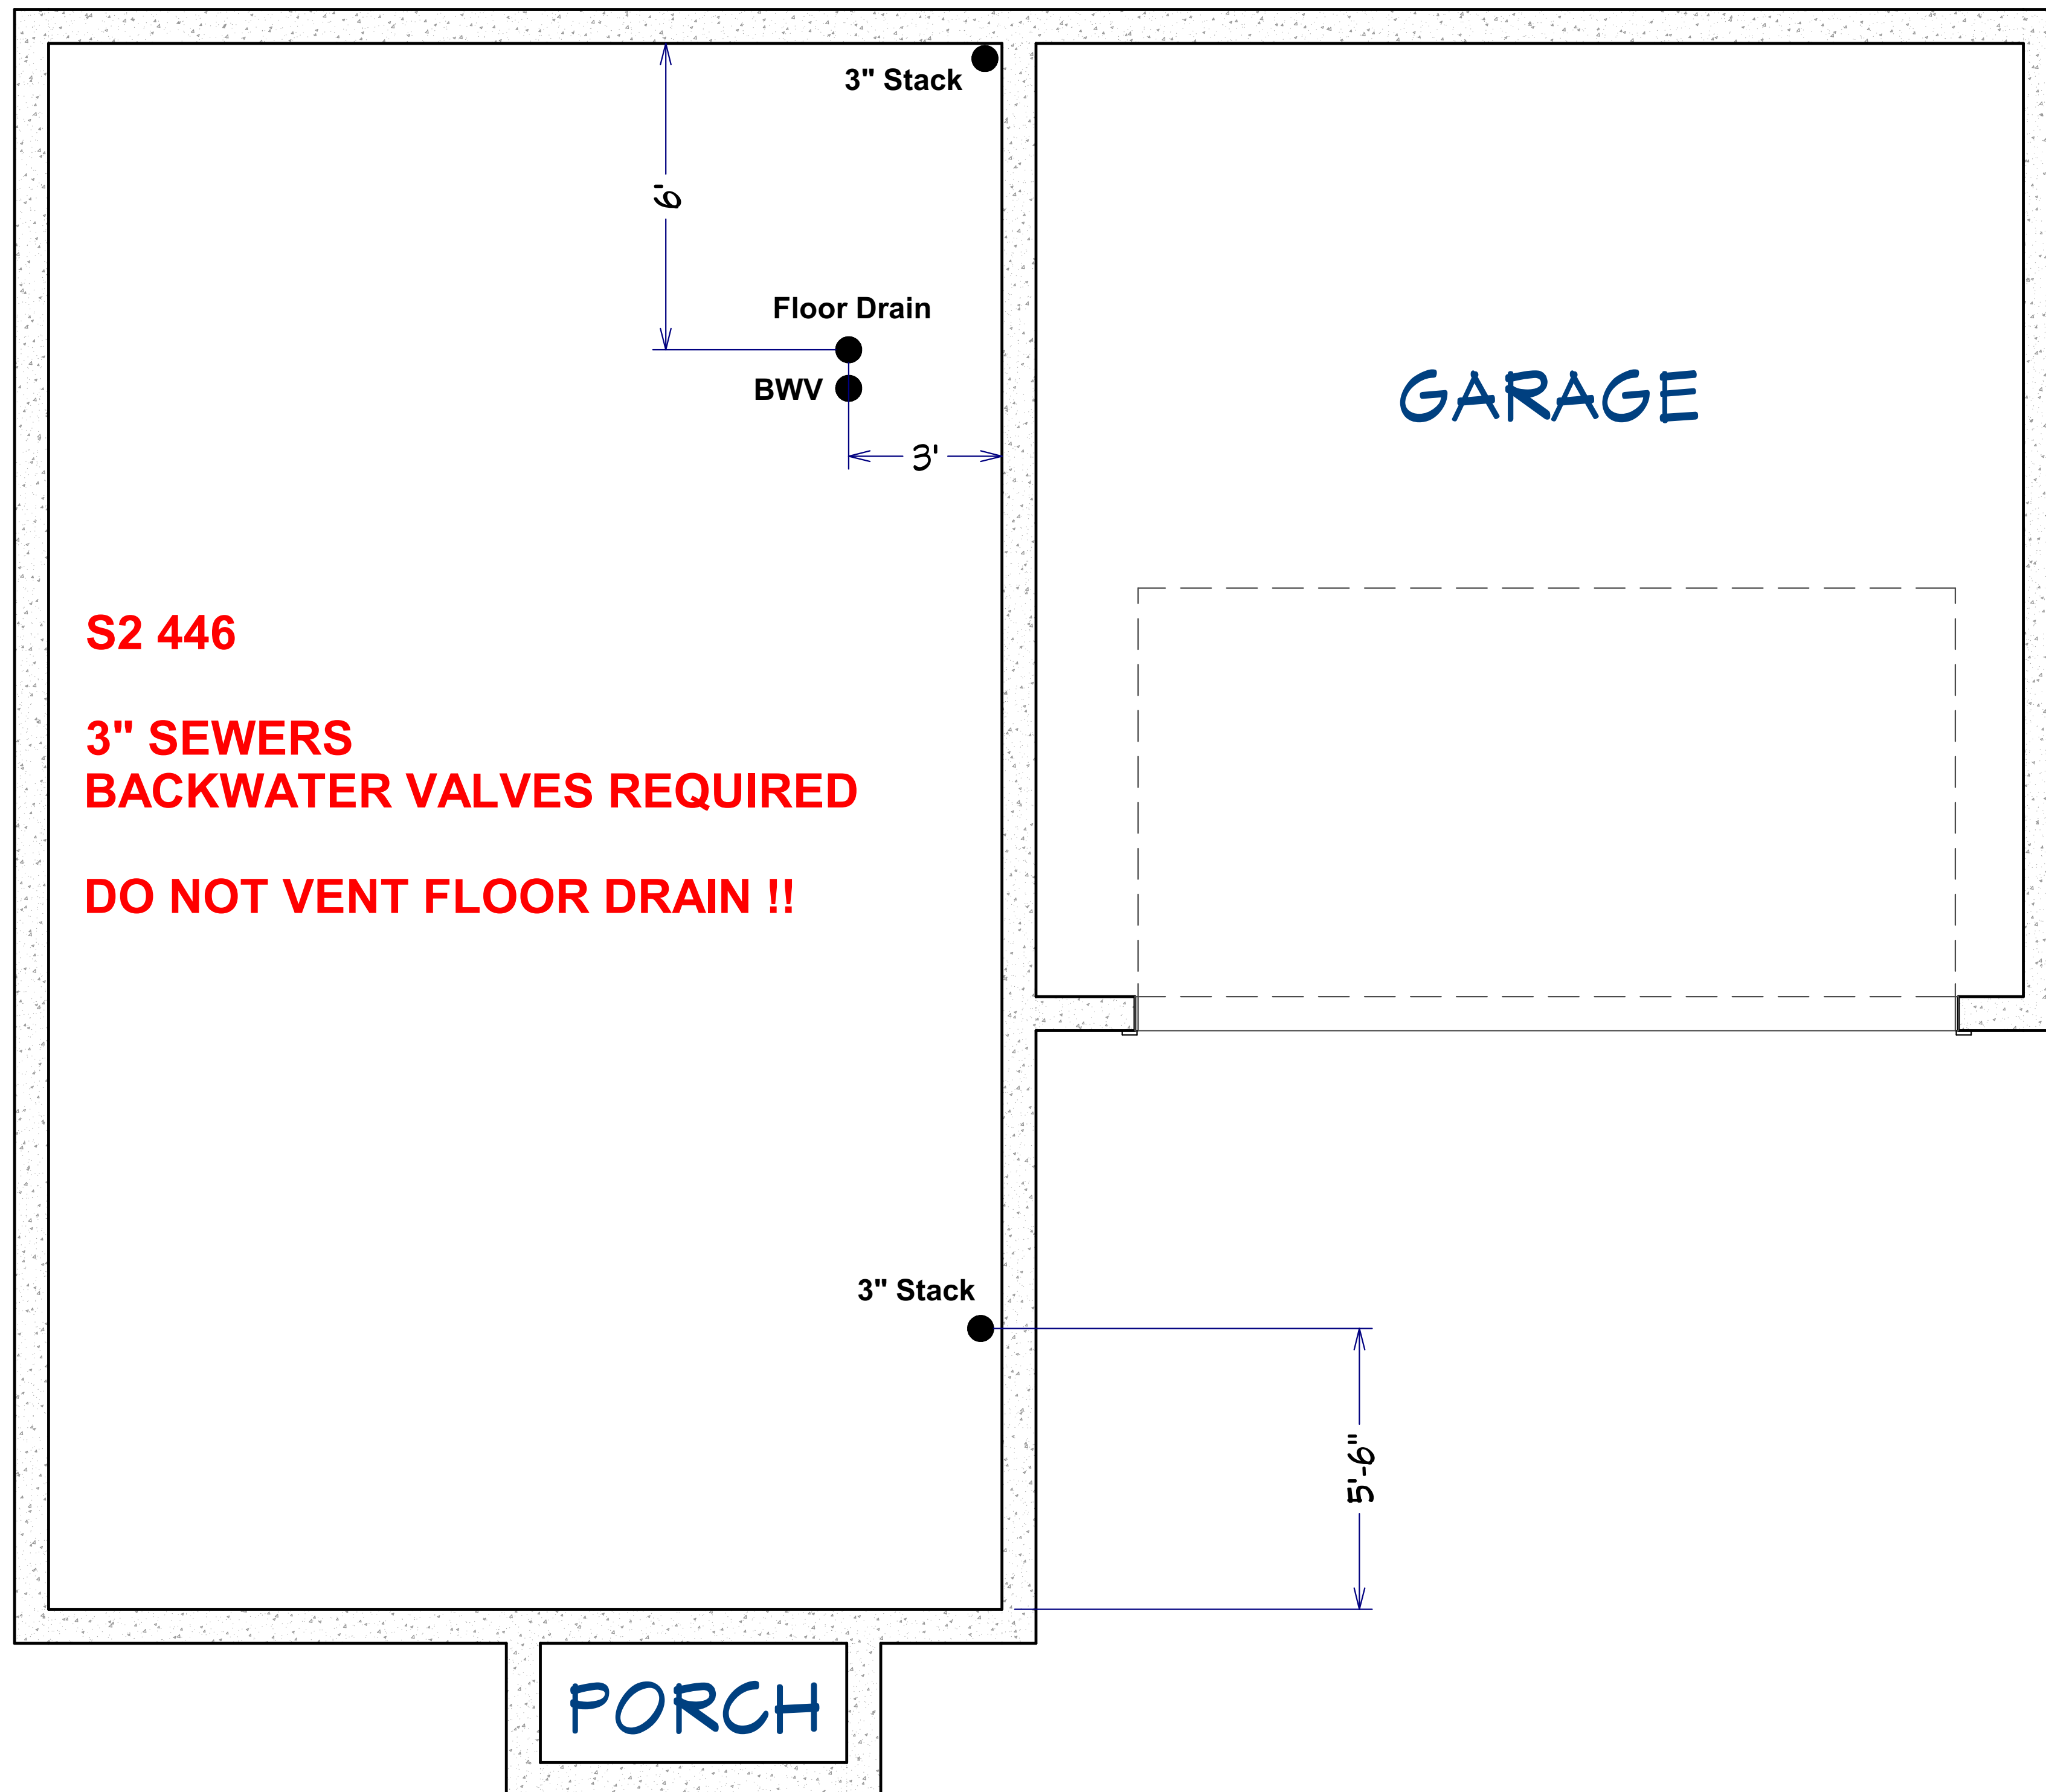 3" Stack
6'
Floor Drain
BWV
3'
GARAGE
S2 446
3" SEWERS
BACKWATER VALVES REQUIRED
DO NOT VENT FLOOR DRAIN !!
3" Stack
5'-6"
PORCH